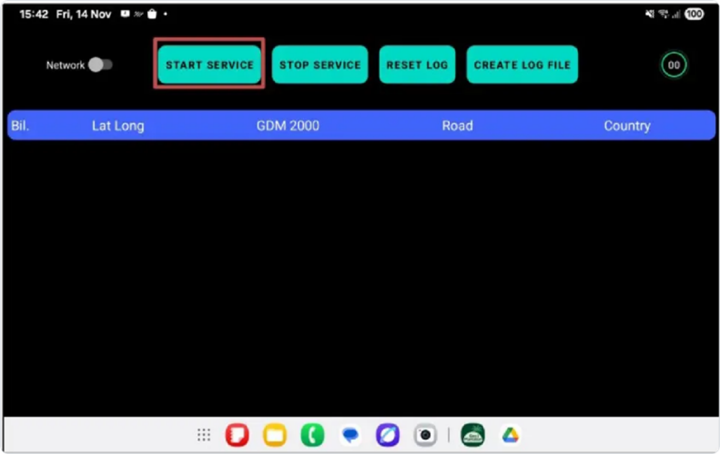 15:42 Fri, 14 Nov
100
Network
START SERVICE
STOP SERVICE
RESET LOG
CREATE LOG FILE
00
Bil. Lat Long GDM 2000 Road Country